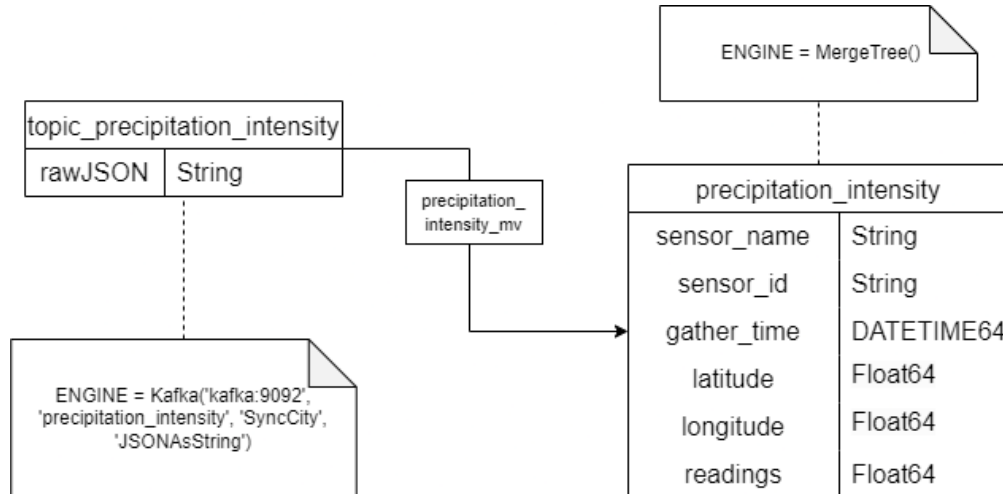 ENGINE = MergeTree()
topic_precipitation_intensity
rawJSON String
precipitation_
intensity_mv
precipitation_intensity
sensor_name String
sensor_id String
gather_time DATETIME64
latitude Float64
longitude Float64
readings Float64
ENGINE = Kafka('kafka:9092',
'precipitation_intensity', 'SyncCity',
'JSONAsString')